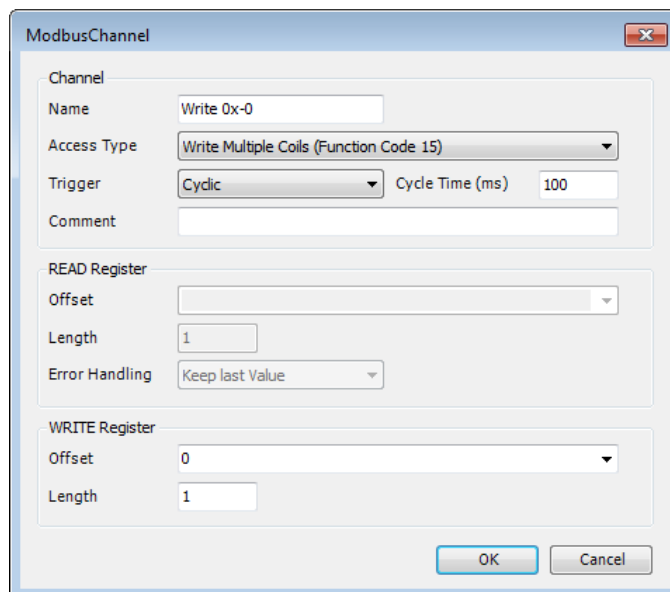 ModbusChannel
Channel
Name Write 0x-0
Access Type Write Multiple Coils (Function Code 15)
Trigger Cyclic Cycle Time (ms) 100
Comment
READ Register
Offset
Length 1
Error Handling Keep last Value
WRITE Register
Offset 0
Length 1
OK Cancel